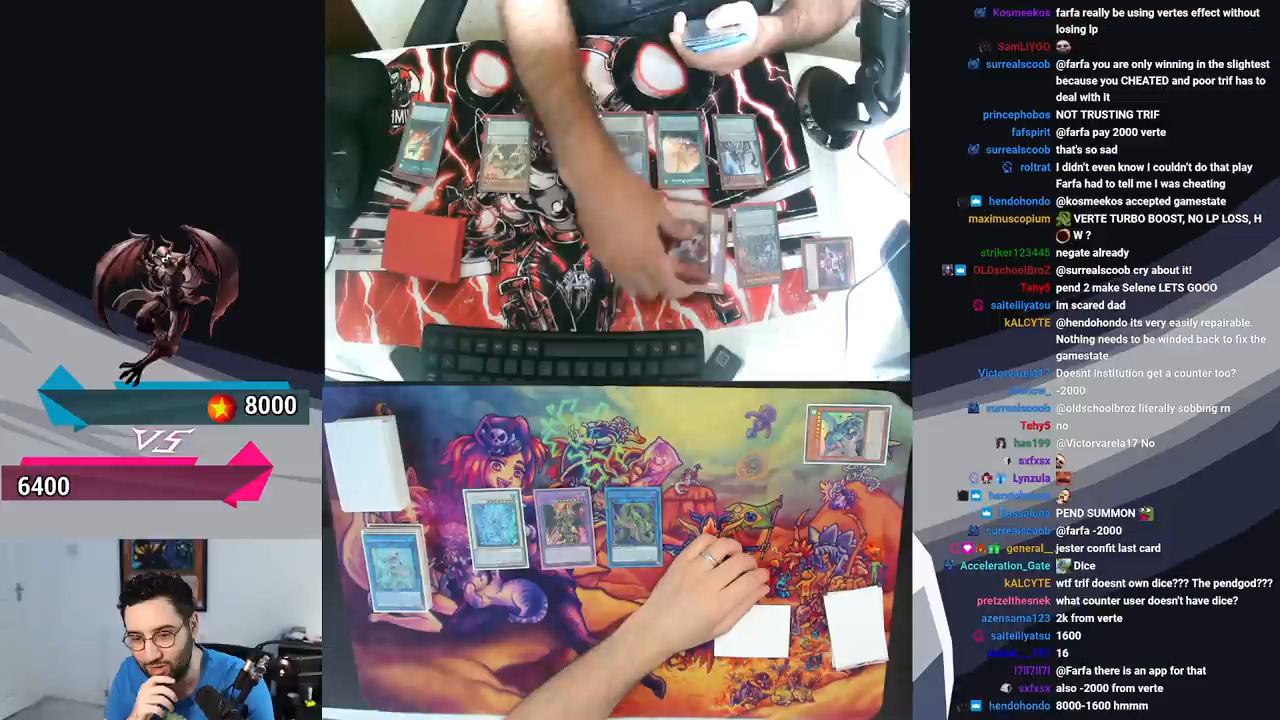 8000
VS
6400
Kosmeekos farfa really be using vertes effect without
losing lp
SamLIYGO
surrealscoob @farfa you are only winning in the slightest
because you CHEATED and poor trif has to
deal with it
princephobos NOT TRUSTING TRIF
fafspirit @farfa pay 2000 verte
surrealscoob that's so sad
roltrat I didn't even know I couldn't do that play
Farfa had to tell me I was cheating
hendohondo @kosmeekos accepted gamestate
maximuscopium VERTE TURBO BOOST, NO LP LOSS, H
W ?
striker123445 negate already
OLDschoolBroZ @surrealscoob cry about it!
Tehy5 pend 2 make Selene LETS GOOO
saiteiiyatsu im scared dad
kALCYTE @hendohondo its very easily repairable.
Nothing needs to be winded back to fix the
gamestate
Victorvarela17 Doesnt institution get a counter too?
-2000
surrealscoob @oldschoolbroz literally sobbing rn
Tehy5 no
has199 @Victorvarela17 No
sxfxsx
Lynzula
hendohondo
PEND SUMMON
surrealscoob @farfa -2000
general__ jester confit last card
Acceleration_Gate Dice
kALCYTE wtf trif doesnt own dice??? The pendgod???
pretzelthesnek what counter user doesn't have dice?
azensama123 2k from verte
saiteiiyatsu 1600
16
@Farfa there is an app for that
sxfxsx also -2000 from verte
hendohondo 8000-1600 hmmm